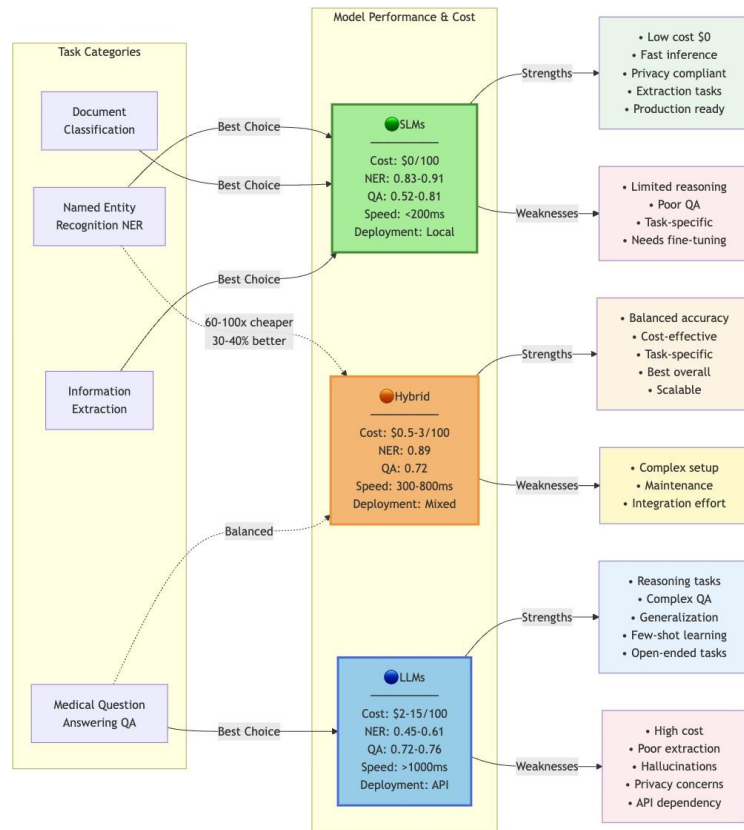 Task Categories
Document
Classification
Named Entity
Recognition NER
Information
Extraction
Medical Question
Answering QA
Best Choice
Best Choice
Best Choice
60-100x cheaper
30-40% better
Balanced
Best Choice
Model Performance & Cost
SLMs
Cost: $0/100
NER: 0.83-0.91
QA: 0.52-0.81
Speed: <200ms
Deployment: Local
Hybrid
Cost: $0.5-3/100
NER: 0.89
QA: 0.72
Speed: 300-800ms
Deployment: Mixed
LLMs
Cost: $2-15/100
NER: 0.45-0.61
QA: 0.72-0.76
Speed: >1000ms
Deployment: API
Strengths
• Low cost $0
• Fast inference
• Privacy compliant
• Extraction tasks
• Production ready
Weaknesses
• Limited reasoning
• Poor QA
• Task-specific
• Needs fine-tuning
Strengths
• Balanced accuracy
• Cost-effective
• Task-specific
• Best overall
• Scalable
Weaknesses
• Complex setup
• Maintenance
• Integration effort
Strengths
• Reasoning tasks
• Complex QA
• Generalization
• Few-shot learning
• Open-ended tasks
Weaknesses
• High cost
• Poor extraction
• Hallucinations
• Privacy concerns
• API dependency